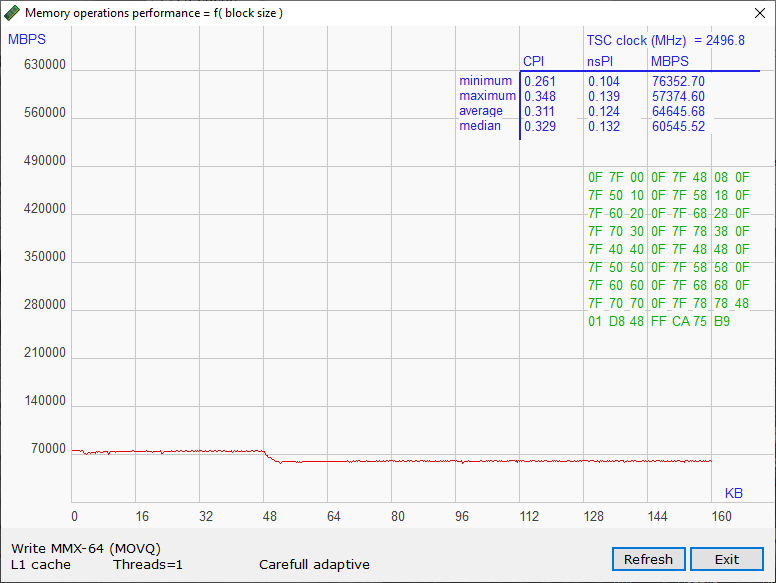 Memory operations performance = f( block size )
MBPS
TSC clock (MHz) = 2496.8
CPI nsPI MBPS
minimum 0.261 0.104 76352.70
maximum 0.348 0.139 57374.60
average 0.311 0.124 64645.68
median 0.329 0.132 60545.52
630000
560000
490000
420000
350000
280000
210000
140000
70000
0F 7F 00 0F 7F 48 08 0F
7F 50 10 0F 7F 58 18 0F
7F 60 20 0F 7F 68 28 0F
7F 70 30 0F 7F 78 38 0F
7F 40 40 0F 7F 48 48 0F
7F 50 50 0F 7F 58 58 0F
7F 60 60 0F 7F 68 68 0F
7F 70 70 0F 7F 78 78 48
01 D8 48 FF CA 75 B9
KB
0 16 32 48 64 80 96 112 128 144 160
Write MMX-64 (MOVQ)
L1 cache Threads=1 Carefull adaptive
Refresh Exit